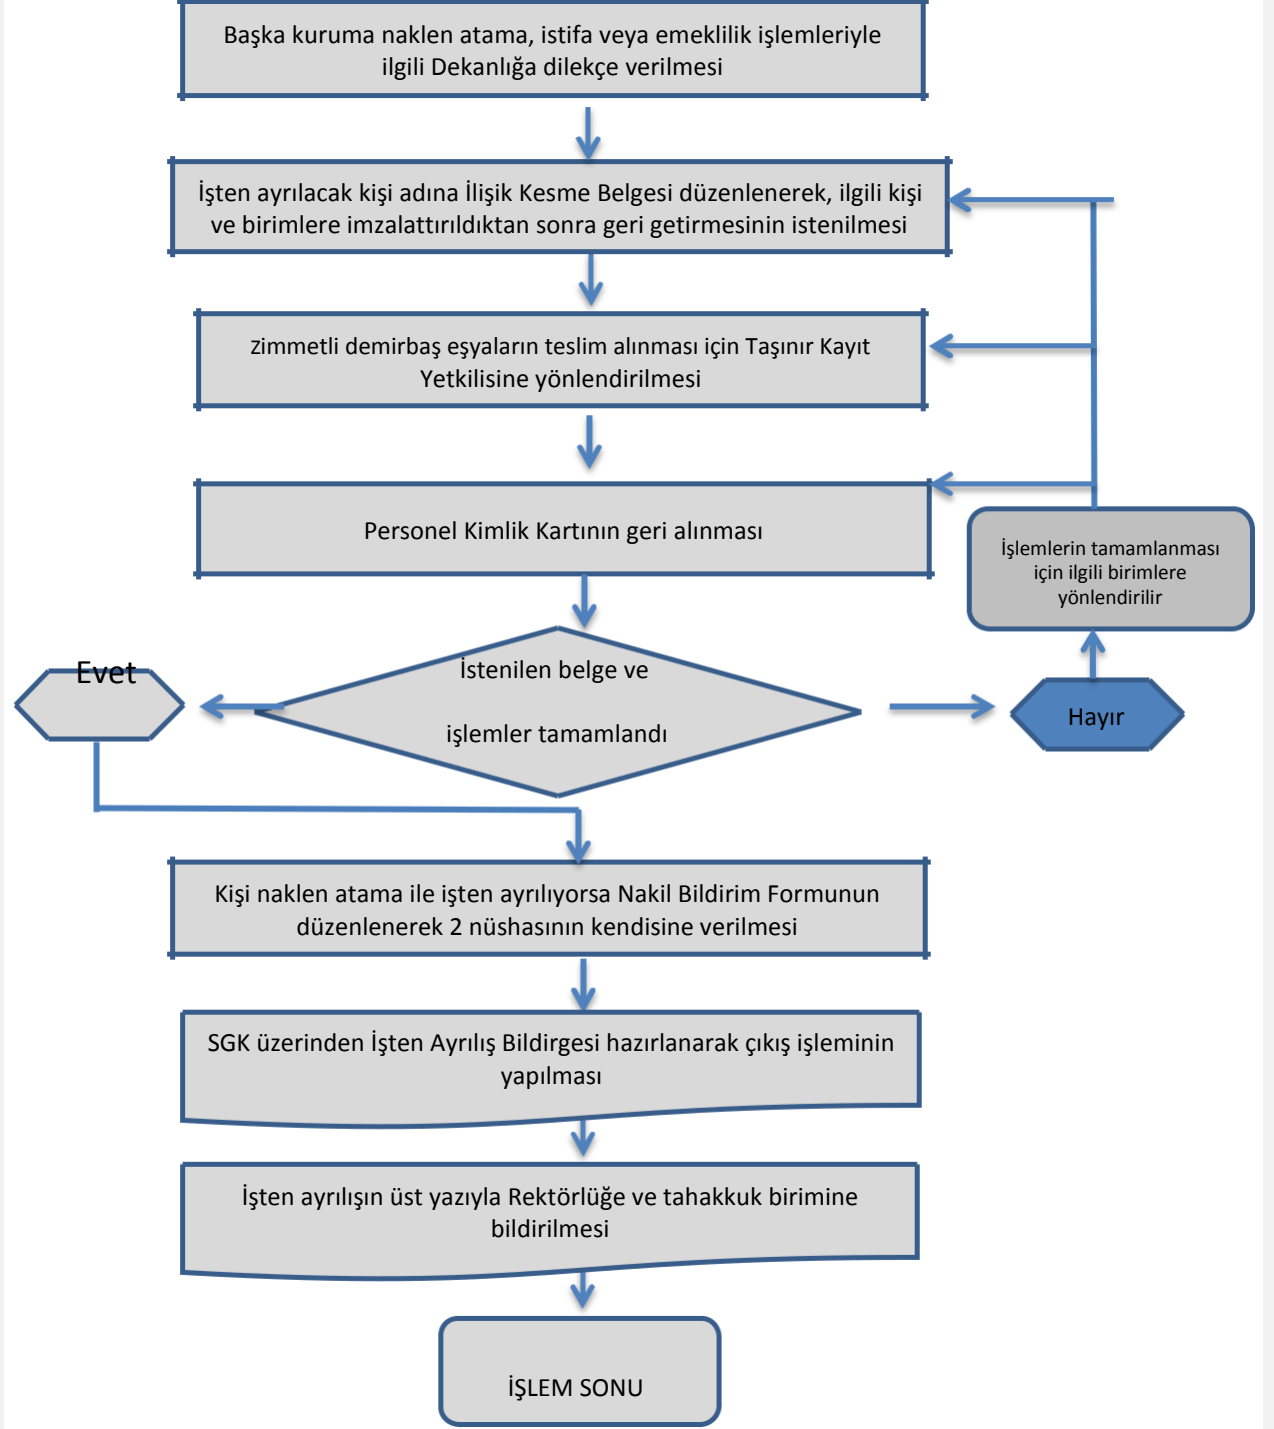 Başka kuruma naklen atama, istifa veya emeklilik işlemleriyle
ilgili Dekanlığa dilekçe verilmesi
İşten ayrılacak kişi adına İlişik Kesme Belgesi düzenlenerek, ilgili kişi
ve birimlere imzalattırıldıktan sonra geri getirmesinin istenilmesi
Zimmetli demirbaş eşyaların teslim alınması için Taşınır Kayıt
Yetkilisine yönlendirilmesi
Personel Kimlik Kartının geri alınması
İşlemlerin tamamlanması
için ilgili birimlere
yönlendirilir
Evet
İstenilen belge ve
işlemler tamamlandı
Hayır
Kişi naklen atama ile işten ayrılıyorsa Nakil Bildirim Formunun
düzenlenerek 2 nüshasının kendisine verilmesi
SGK üzerinden İşten Ayrılış Bildirgesi hazırlanarak çıkış işleminin
yapılması
İşten ayrılışın üst yazıyla Rektörlüğe ve tahakkuk birimine
bildirilmesi
İŞLEM SONU